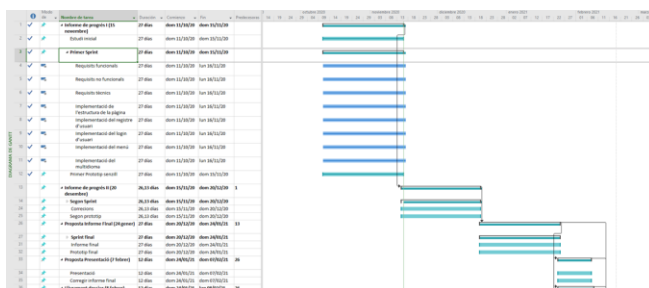 octubre 2020 noviembre 2020 diciembre 2020 enero 2021 febrero 2021
Nombre de tarea Duración Comienzo Fin Predecesoras
Informe de progrés I (15 novembre) 27 días dom 11/10/20 dom 15/11/20
Estudi inicial 27 días dom 11/10/20 dom 15/11/20
Primer Sprint 27 días dom 11/10/20 dom 15/11/20
Requisits funcionals 27 días dom 11/10/20 lun 16/11/20
Requisits no funcionals 27 días dom 11/10/20 lun 16/11/20
Requisits tècnics 27 días dom 11/10/20 lun 16/11/20
Implementació de l'estructura de la pàgina 27 días dom 11/10/20 lun 16/11/20
Implementació del registre d'usuari 27 días dom 11/10/20 lun 16/11/20
Implementació del login d'usuari 27 días dom 11/10/20 lun 16/11/20
Implementació del menú 27 días dom 11/10/20 lun 16/11/20
Implementació del multiidioma 27 días dom 11/10/20 lun 16/11/20
Primer Prototip senzill 27 días dom 11/10/20 dom 15/11/20
Informe de progrés II (20 desembre) 26,13 días dom 15/11/20 dom 20/12/20 1
Segon Sprint 26,13 días dom 15/11/20 dom 20/12/20
Correcions 26,13 días dom 15/11/20 dom 20/12/20
Segon prototip 26,13 días dom 15/11/20 dom 20/12/20
Proposta Informe Final (24 gener) 27 días dom 20/12/20 dom 24/01/21 13
Sprint final 27 días dom 20/12/20 dom 24/01/21
Informe final 27 días dom 20/12/20 dom 24/01/21
Prototip final 27 días dom 20/12/20 dom 24/01/21
Proposta Presentació (7 febrer) 12 días dom 24/01/21 dom 07/02/21 26
Presentació 12 días dom 24/01/21 dom 07/02/21
Corregir informe final 12 días dom 24/01/21 dom 07/02/21
DIAGRAMA DE GANTT